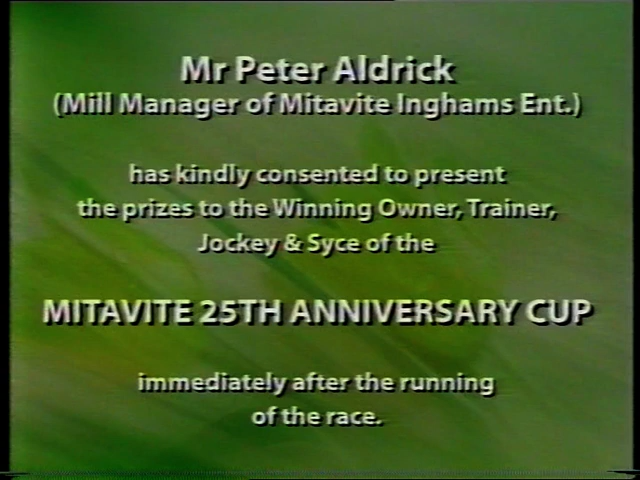 Mr Peter Aldrick
(Mill Manager of Mitavite Inghams Ent.)
has kindly consented to present
the prizes to the Winning Owner, Trainer,
Jockey & Syce of the
MITAVITE 25TH ANNIVERSARY CUP
immediately after the running
of the race.